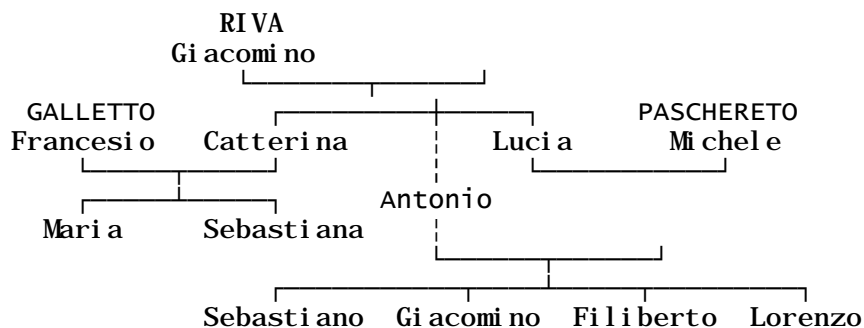 RIVA
Giacomino
GALLETTO PASCHERETO
Francesio Catterina Lucia Michele
Antonio
Maria Sebastiana
Sebastiano Giacomino Filiberto Lorenzo